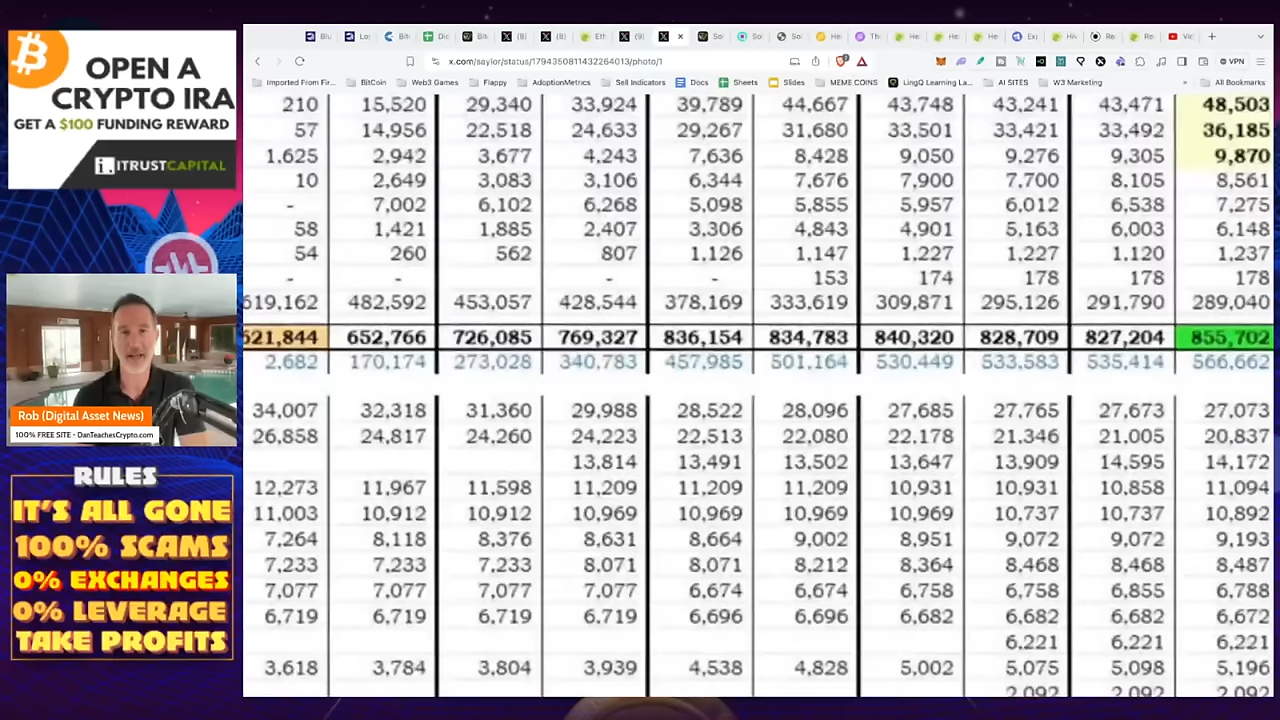 OPEN A
CRYPTO IRA
GET A $100 FUNDING REWARD
i. ITRUSTCAPITAL
Rob (Digital Asset News)
100% FREE SITE - DanTeachesCrypto.com
RULES
IT'S ALL GONE
100% SCAMS
0% EXCHANGES
0% LEVERAGE
TAKE PROFITS
x.com/saylor/status/1794350811432264013/photo/1
VPN
Imported From Fir... BitCoin Web3 Games Flappy AdoptionMetrics Sell Indicators Docs Sheets Slides MEME COINS LingQ Learning La... AI SITES W3 Marketing » All Bookmarks
210 15,520 29,340 33,924 39,789 44,667 43,748 43,241 43,471 48,503
57 14,956 22,518 24,633 29,267 31,680 33,501 33,421 33,492 36,185
1.625 2,942 3,677 4,243 7,636 8,428 9,050 9,276 9,305 9,870
10 2,649 3,083 3,106 6,344 7,676 7,900 7,700 8,105 8,561
- 7,002 6,102 6,268 5,098 5,855 5,957 6,012 6,538 7,275
58 1,421 1,885 2,407 3,306 4,843 4,901 5,163 6,003 6,148
54 260 562 807 1,126 1,147 1,227 1,227 1,120 1,237
- - - - 153 174 178 178 178
619,162 482,592 453,057 428,544 378,169 333,619 309,871 295,126 291,790 289,040
621,844 652,766 726,085 769,327 836,154 834,783 840,320 828,709 827,204 855,702
2,682 170,174 273,028 340,783 457,985 501,164 530,449 533,583 535,414 566,662
34,007 32,318 31,360 29,988 28,522 28,096 27,685 27,765 27,673 27,073
26,858 24,817 24,260 24,223 22,513 22,080 22,178 21,346 21,005 20,837
13,814 13,491 13,502 13,647 13,909 14,595 14,172
12,273 11,967 11,598 11,209 11,209 11,209 10,931 10,931 10,858 11,094
11,003 10,912 10,912 10,969 10,969 10,969 10,969 10,737 10,737 10,892
7,264 8,118 8,376 8,631 8,664 9,002 8,951 9,072 9,072 9,193
7,233 7,233 7,233 8,071 8,071 8,212 8,364 8,468 8,468 8,487
7,077 7,077 7,077 7,077 6,674 6,674 6,758 6,758 6,855 6,788
6,719 6,719 6,719 6,719 6,696 6,696 6,682 6,682 6,682 6,672
6,221 6,221 6,221
3,618 3,784 3,804 3,939 4,538 4,828 5,002 5,075 5,098 5,196
2,092 2,092 2,092